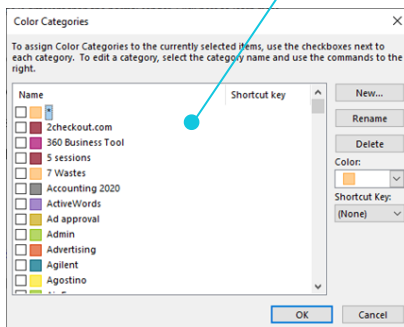 Color Categories
To assign Color Categories to the currently selected items, use the checkboxes next to
each category. To edit a category, select the category name and use the commands to the
right.
Name Shortcut key
*
2checkout.com
360 Business Tool
5 sessions
7 Wastes
Accounting 2020
ActiveWords
Ad approval
Admin
Advertising
Agilent
Agostino
New...
Rename
Delete
Color:
Shortcut Key:
(None)
OK Cancel